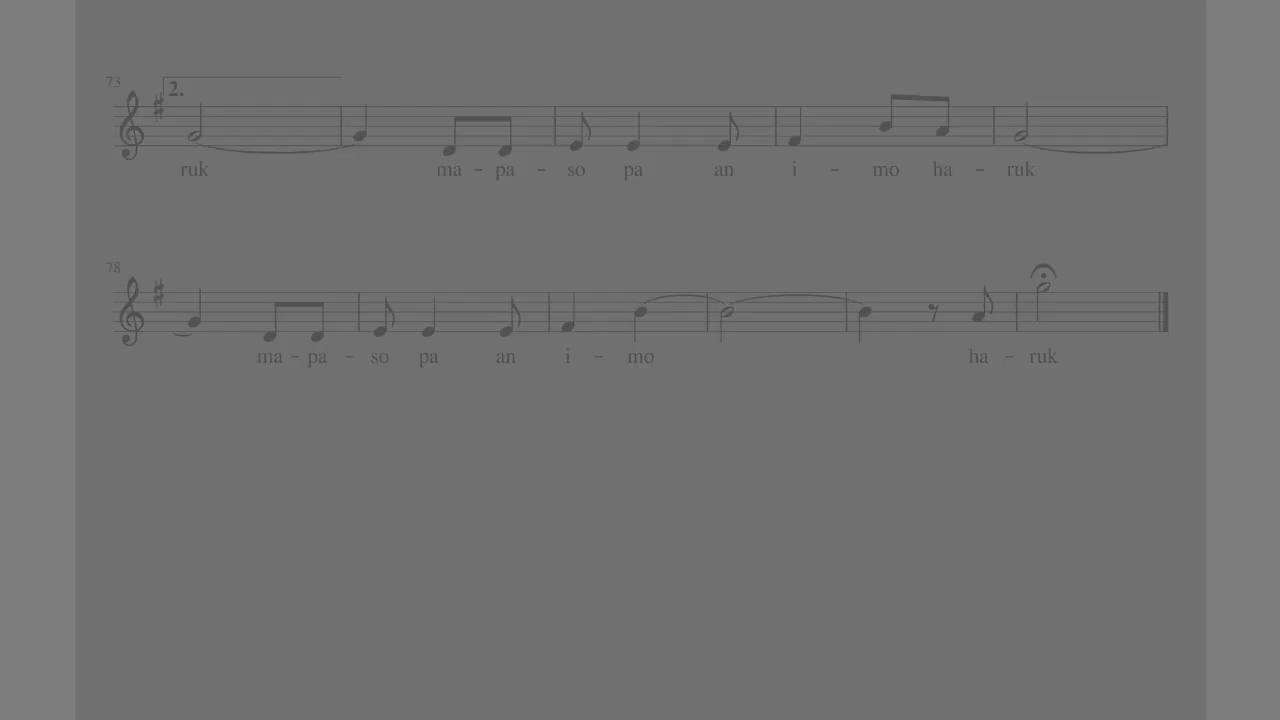 73
2.
ruk ma - pa - so pa an i - mo ha - ruk
78
ma - pa - so pa an i - mo ha - ruk